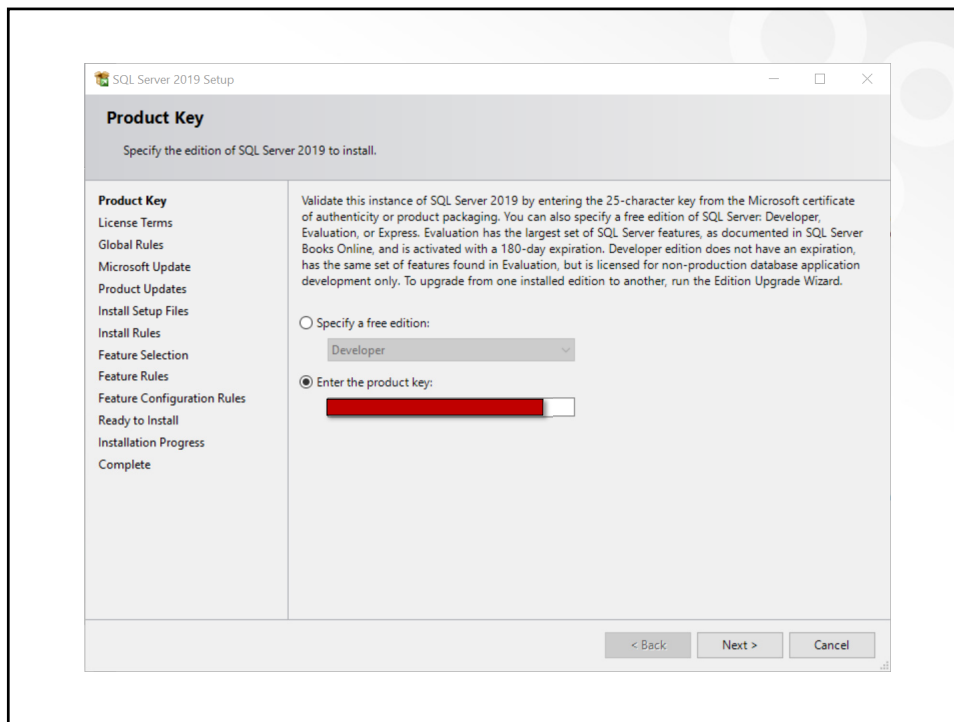 SQL Server 2019 Setup
Product Key
Specify the edition of SQL Server 2019 to install.
Product Key
License Terms
Global Rules
Microsoft Update
Product Updates
Install Setup Files
Install Rules
Feature Selection
Feature Rules
Feature Configuration Rules
Ready to Install
Installation Progress
Complete
Validate this instance of SQL Server 2019 by entering the 25-character key from the Microsoft certificate
of authenticity or product packaging. You can also specify a free edition of SQL Server: Developer,
Evaluation, or Express. Evaluation has the largest set of SQL Server features, as documented in SQL Server
Books Online, and is activated with a 180-day expiration. Developer edition does not have an expiration,
has the same set of features found in Evaluation, but is licensed for non-production database application
development only. To upgrade from one installed edition to another, run the Edition Upgrade Wizard.
Specify a free edition:
Developer
Enter the product key:
< Back
Next >
Cancel